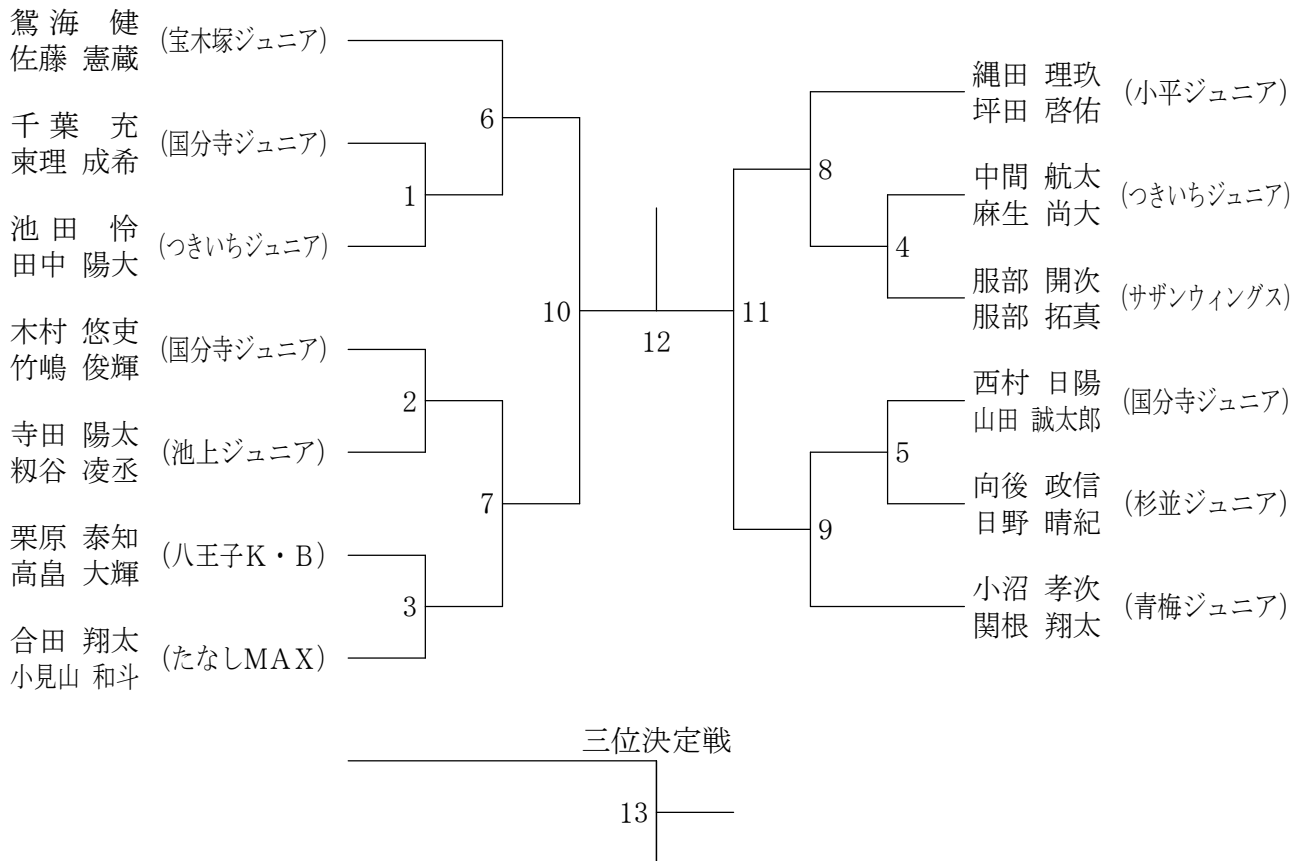 鴛海 健
佐藤 憲蔵
(宝木塚ジュニア)
千葉 充
東理 成希
(国分寺ジュニア)
池田 怜
田中 陽大
(つきいちジュニア)
木村 悠吏
竹嶋 俊輝
(国分寺ジュニア)
寺田 陽太
籾谷 凌丞
(池上ジュニア)
栗原 泰知
高畠 大輝
(八王子K・B)
合田 翔太
小見山 和斗
(たなしMAX)
6
1
10
2
7
3
12
縄田 理玖
坪田 啓佑
(小平ジュニア)
中間 航太
麻生 尚大
(つきいちジュニア)
服部 開次
服部 拓真
(サザンウィングス)
西村 日陽
山田 誠太郎
(国分寺ジュニア)
向後 政信
日野 晴紀
(杉並ジュニア)
小沼 孝次
関根 翔太
(青梅ジュニア)
8
4
11
5
9
三位決定戦
13